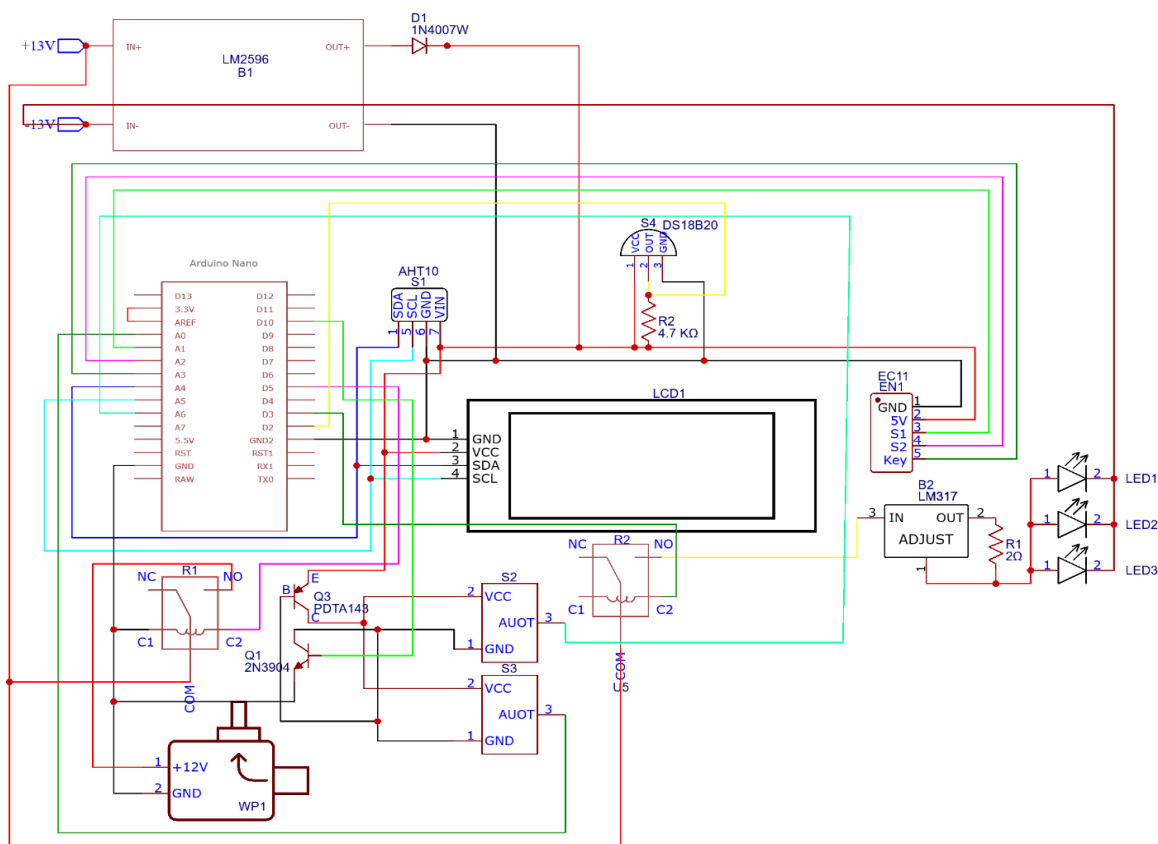 D1
1N4007W
+13V
IN+
OUT+
LM2596
B1
-13V
IN-
OUT-
S4
DS18B20
VCC
OUT
GND
1
2
3
Arduino Nano
D13
3.3V
AREF
A0
A1
A2
A3
A4
A5
A6
A7
5.5V
RST
GND
RAW
D12
D11
D10
D9
D8
D7
D6
D5
D4
D3
D2
GND2
RST1
RX1
TX0
AHT10
S1
SDA
SCL
GND
VIN
1
5
6
7
R2
4.7 KΩ
LCD1
1 GND
2 VCC
3 SDA
4 SCL
EC11
EN1
GND 1
5V 2
S1 3
S2 4
Key 5
B2
LM317
3 IN OUT 2
ADJUST
1
R1
2Ω
1 2 LED1
1 2 LED2
1 2 LED3
R1
NC NO
C1 C2
COM
E
B
Q3
PDTA143
C
Q1
2N3904
S2
2 VCC
AUOT 3
1 GND
S3
2 VCC
AUOT 3
1 GND
R2
NC NO
C1 C2
COM
U5
1 +12V
2 GND
WP1